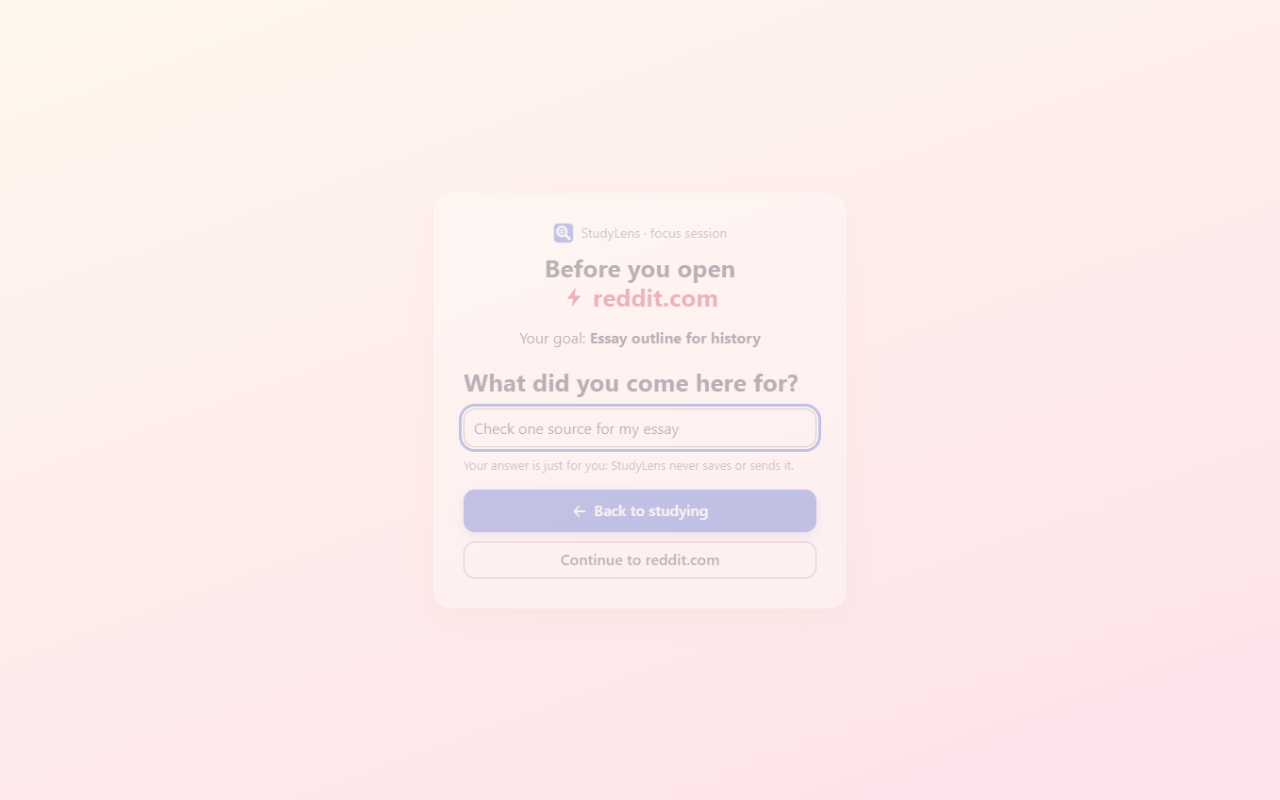 StudyLens · focus session
Before you open
reddit.com
Your goal: Essay outline for history
What did you come here for?
Check one source for my essay
Your answer is just for you: StudyLens never saves or sends it.
← Back to studying
Continue to reddit.com